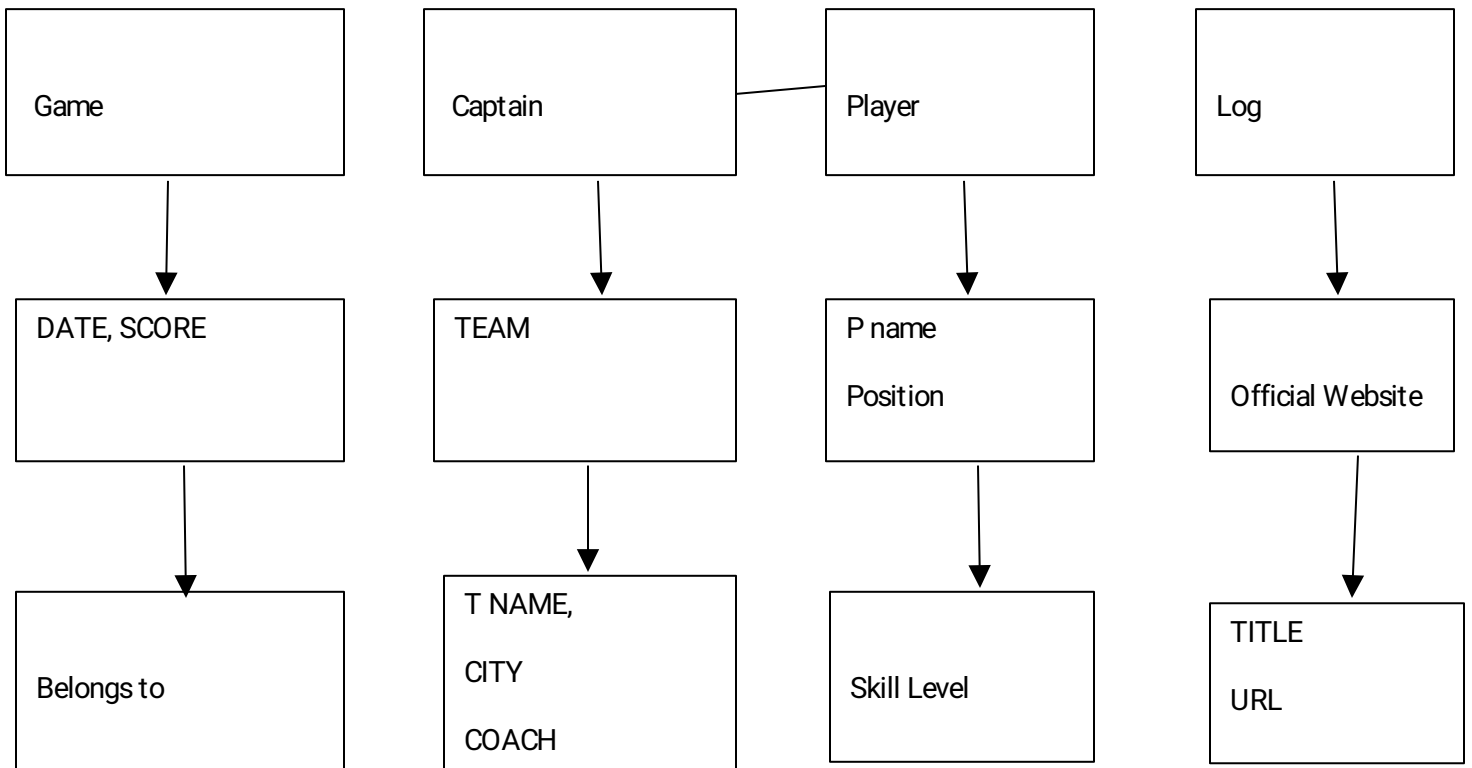 Game
Captain
Player
Log
DATE, SCORE
TEAM
P name
Position
Official Website
Belongs to
T NAME,
CITY
COACH
Skill Level
TITLE
URL